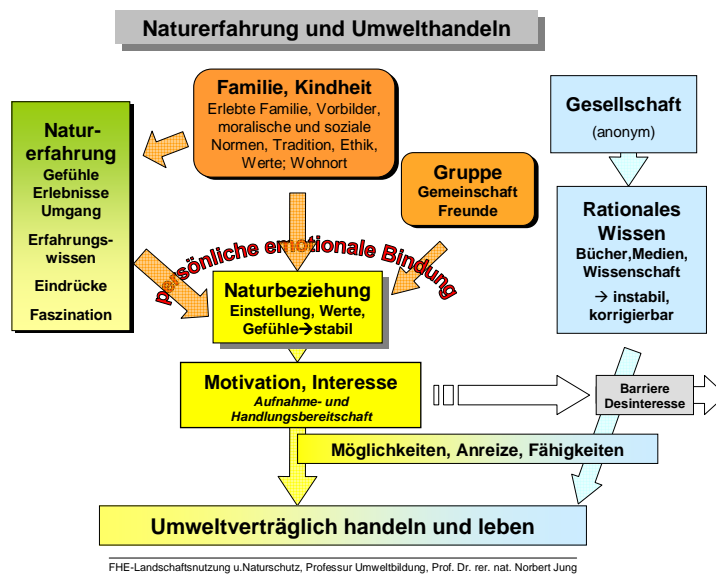 Naturerfahrung und Umwelthandeln
Familie, Kindheit
Erlebte Familie, Vorbilder,
moralische und soziale
Normen, Tradition, Ethik,
Werte; Wohnort
Natur-
erfahrung
Gefühle
Erlebnisse
Umgang
Erfahrungs-
wissen
Eindrücke
Faszination
Gruppe
Gemeinschaft
Freunde
Gesellschaft
(anonym)
Rationales
Wissen
Bücher,Medien,
Wissenschaft
→ instabil,
korrigierbar
persönliche emotionale Bindung
Naturbeziehung
Einstellung, Werte,
Gefühle→stabil
Motivation, Interesse
Aufnahme- und
Handlungsbereitschaft
Barriere
Desinteresse
Möglichkeiten, Anreize, Fähigkeiten
Umweltverträglich handeln und leben
FHE-Landschaftsnutzung u.Naturschutz, Professur Umweltbildung, Prof. Dr. rer. nat. Norbert Jung